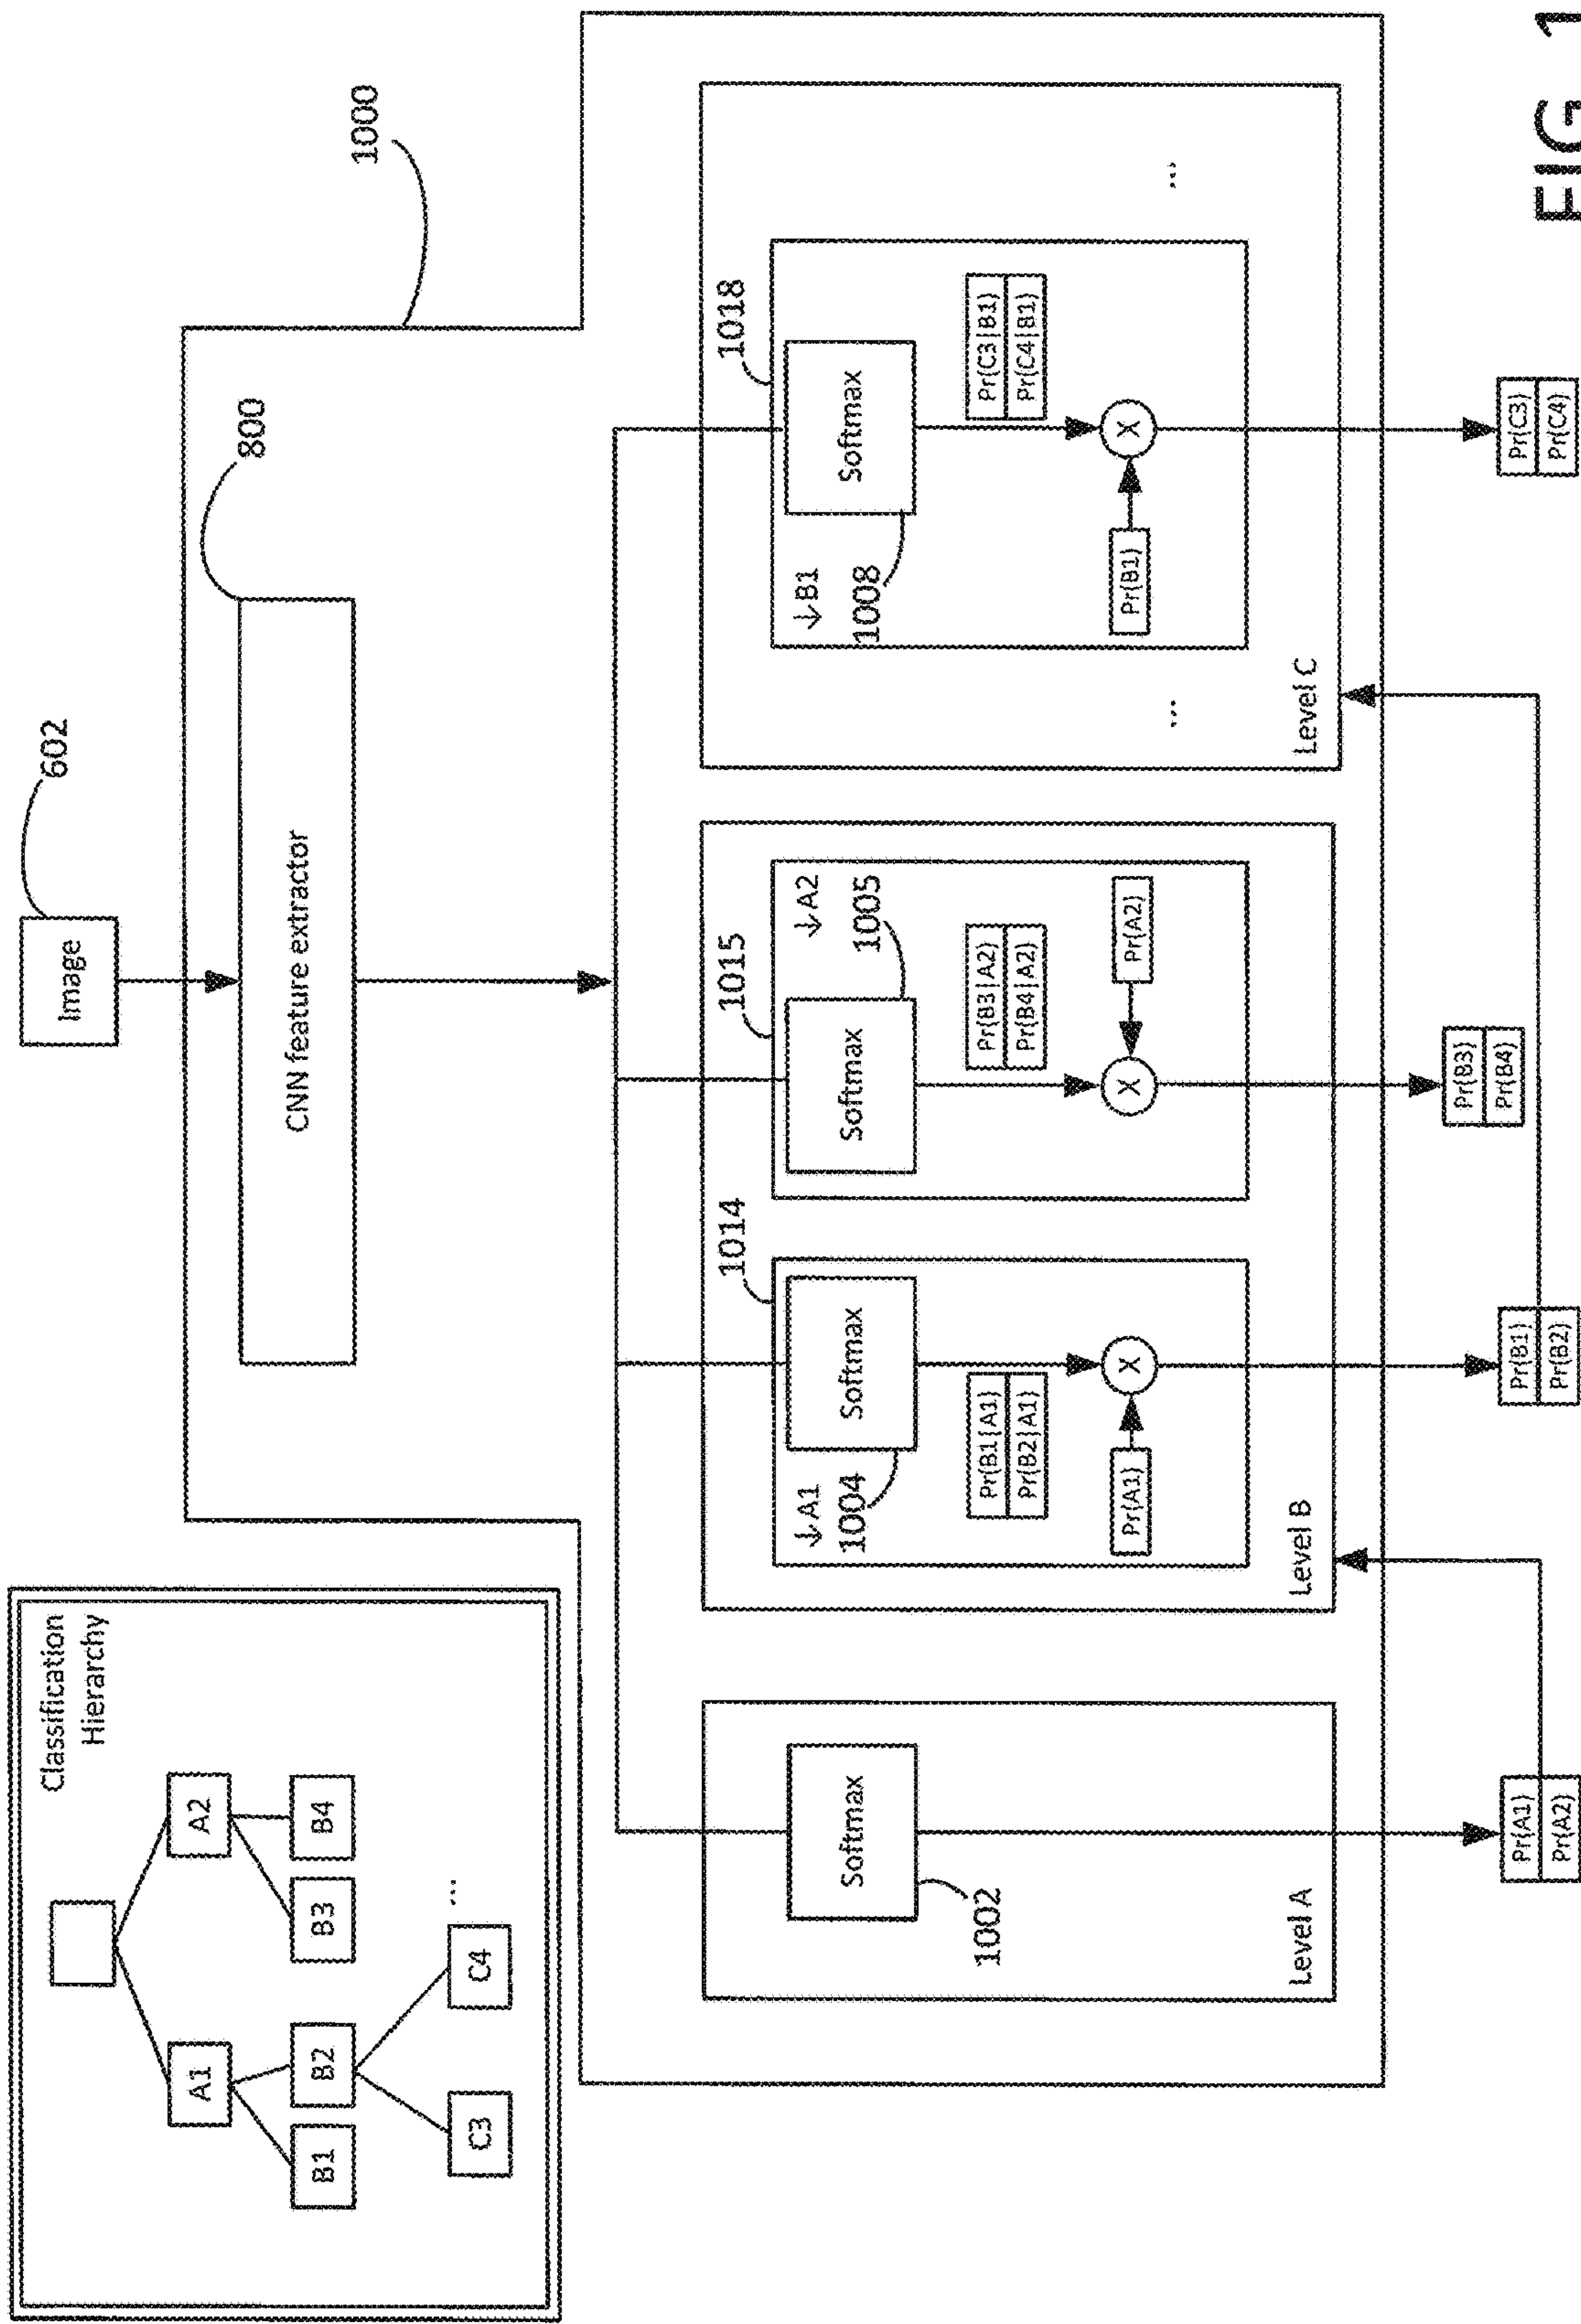 Classification
Hierarchy
A1
A2
B1
B2
B3
B4
C3
C4
...
Image
602
CNN feature extractor
800
1000
Softmax
1002
Level A
Pr(A1)
Pr(A2)
1014
↓A1
Softmax
1004
Pr(B1|A1)
Pr(B2|A1)
Pr(A1)
X
Level B
Pr(B1)
Pr(B2)
1015
↓A2
Softmax
1005
Pr(B3|A2)
Pr(B4|A2)
X
Pr(A2)
Pr(B3)
Pr(B4)
1018
↓B1
Softmax
1008
Pr(C3|B1)
Pr(C4|B1)
Pr(B1)
X
...
...
Level C
Pr(C3)
Pr(C4)
FIG 1